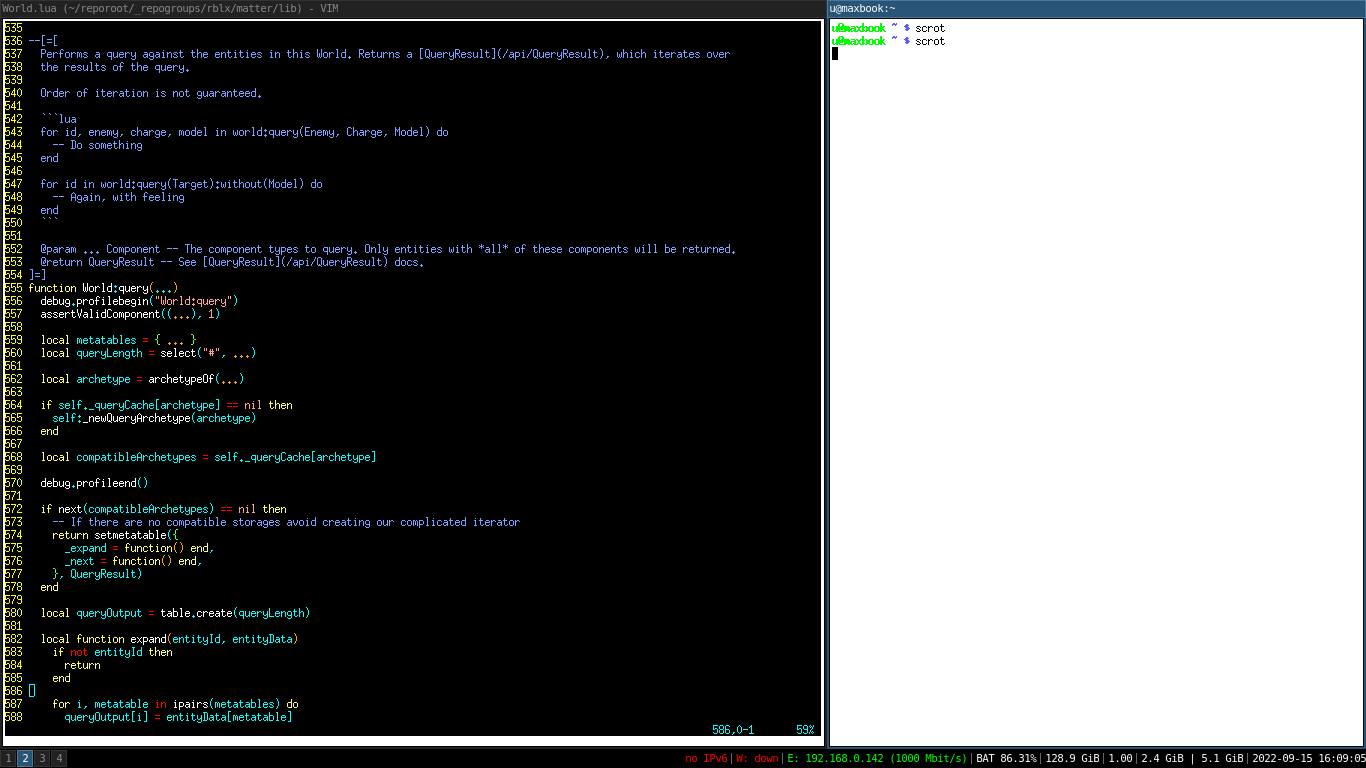 World.lua (~/reporoot/_repogroups/rblx/matter/lib) - VIM
535
536 --[=[
537   Performs a query against the entities in this World. Returns a [QueryResult](/api/QueryResult), which iterates over
538   the results of the query.
539
540   Order of iteration is not guaranteed.
541
542   ```lua
543   for id, enemy, charge, model in world:query(Enemy, Charge, Model) do
544     -- Do something
545   end
546
547   for id in world:query(Target):without(Model) do
548     -- Again, with feeling
549   end
550   ```
551
552   @param ... Component -- The component types to query. Only entities with *all* of these components will be returned.
553   @return QueryResult -- See [QueryResult](/api/QueryResult) docs.
554 ]=]
555 function World:query(...)
556   debug.profilebegin("World:query")
557   assertValidComponent((...), 1)
558
559   local metatables = { ... }
560   local queryLength = select("#", ...)
561
562   local archetype = archetypeOf(...)
563
564   if self._queryCache[archetype] == nil then
565     self:_newQueryArchetype(archetype)
566   end
567
568   local compatibleArchetypes = self._queryCache[archetype]
569
570   debug.profileend()
571
572   if next(compatibleArchetypes) == nil then
573     -- If there are no compatible storages avoid creating our complicated iterator
574     return setmetatable({
575       _expand = function() end,
576       _next = function() end,
577     }, QueryResult)
578   end
579
580   local queryOutput = table.create(queryLength)
581
582   local function expand(entityId, entityData)
583     if not entityId then
584       return
585     end
586
587     for i, metatable in ipairs(metatables) do
588       queryOutput[i] = entityData[metatable]
586,0-1 59%
u@maxbook:~
u@maxbook ~ $ scrot
u@maxbook ~ $ scrot
1 2 3 4
no IPv6|W: down|E: 192.168.0.142 (1000 Mbit/s)|BAT 86.31%|128.9 GiB|1.00|2.4 GiB | 5.1 GiB|2022-09-15 16:09:05